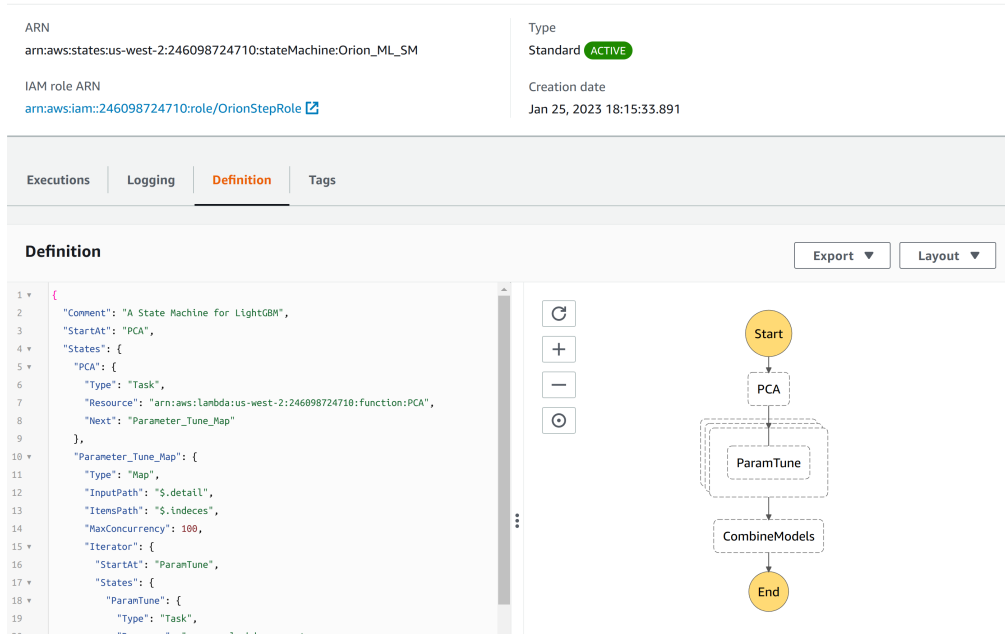 ARN
arn:aws:states:us-west-2:246098724710:stateMachine:Orion_ML_SM
IAM role ARN
arn:aws:iam::246098724710:role/OrionStepRole
Type
Standard ACTIVE
Creation date
Jan 25, 2023 18:15:33.891
Executions Logging Definition Tags
Definition
Export Layout
1 {
2 "Comment": "A State Machine for LightGBM",
3 "StartAt": "PCA",
4 "States": {
5 "PCA": {
6 "Type": "Task",
7 "Resource": "arn:aws:lambda:us-west-2:246098724710:function:PCA",
8 "Next": "Parameter_Tune_Map"
9 },
10 "Parameter_Tune_Map": {
11 "Type": "Map",
12 "InputPath": "$.detail",
13 "ItemsPath": "$.indeces",
14 "MaxConcurrency": 100,
15 "Iterator": {
16 "StartAt": "ParamTune",
17 "States": {
18 "ParamTune": {
19 "Type": "Task",
Start
PCA
ParamTune
CombineModels
End